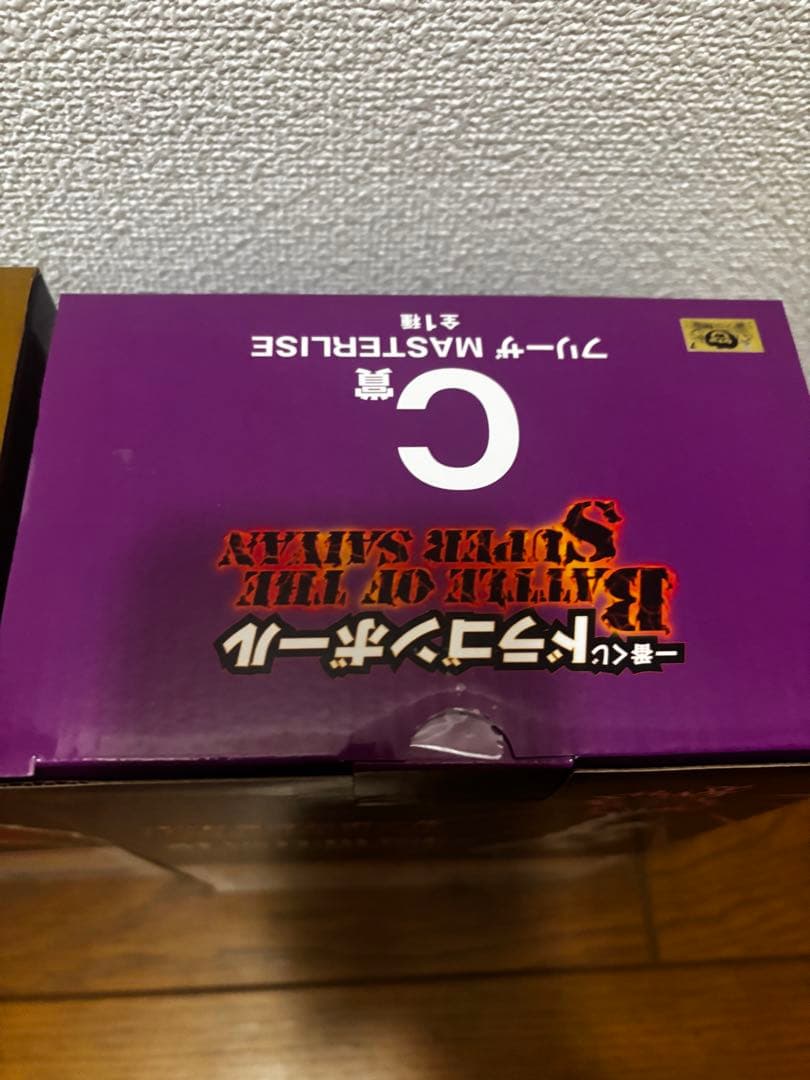 一番くじ ドラゴンボール
BATTLE OF THE
SUPER SAIYAN
C賞
フリーザ MASTERLISE
全1種